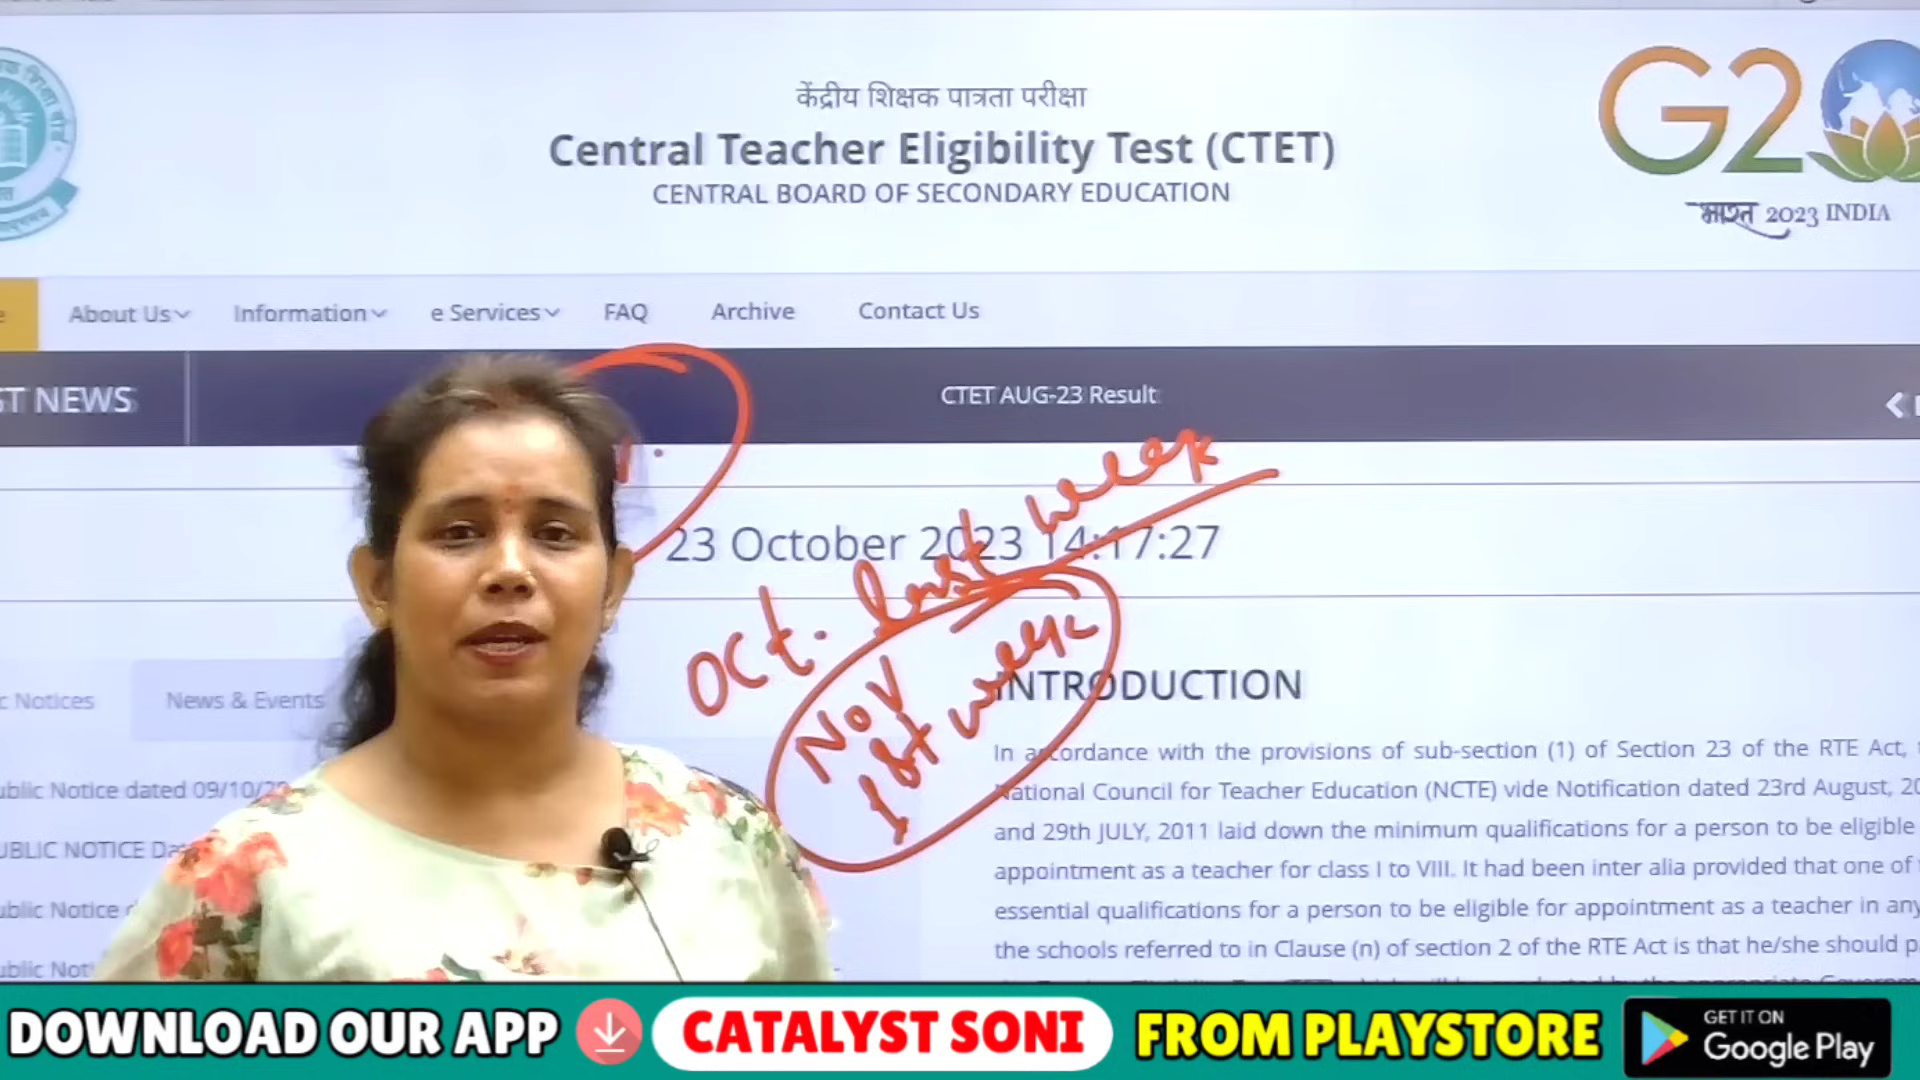 केंद्रीय शिक्षक पात्रता परीक्षा
Central Teacher Eligibility Test (CTET)
CENTRAL BOARD OF SECONDARY EDUCATION
G20
भारत 2023 INDIA
About Us
Information
e Services
FAQ
Archive
Contact Us
ST NEWS
CTET AUG-23 Result
23 October 2023 14:17:27
Oct. last week
Nov
1st week
c Notices
News & Events
INTRODUCTION
ublic Notice dated 09/10/2
UBLIC NOTICE Da
ublic Notice
ublic Not
In accordance with the provisions of sub-section (1) of Section 23 of the RTE Act,
National Council for Teacher Education (NCTE) vide Notification dated 23rd August, 20
and 29th JULY, 2011 laid down the minimum qualifications for a person to be eligible
appointment as a teacher for class I to VIII. It had been inter alia provided that one of
essential qualifications for a person to be eligible for appointment as a teacher in any
the schools referred to in Clause (n) of section 2 of the RTE Act is that he/she should p
DOWNLOAD OUR APP
CATALYST SONI
FROM PLAYSTORE
GET IT ON
Google Play